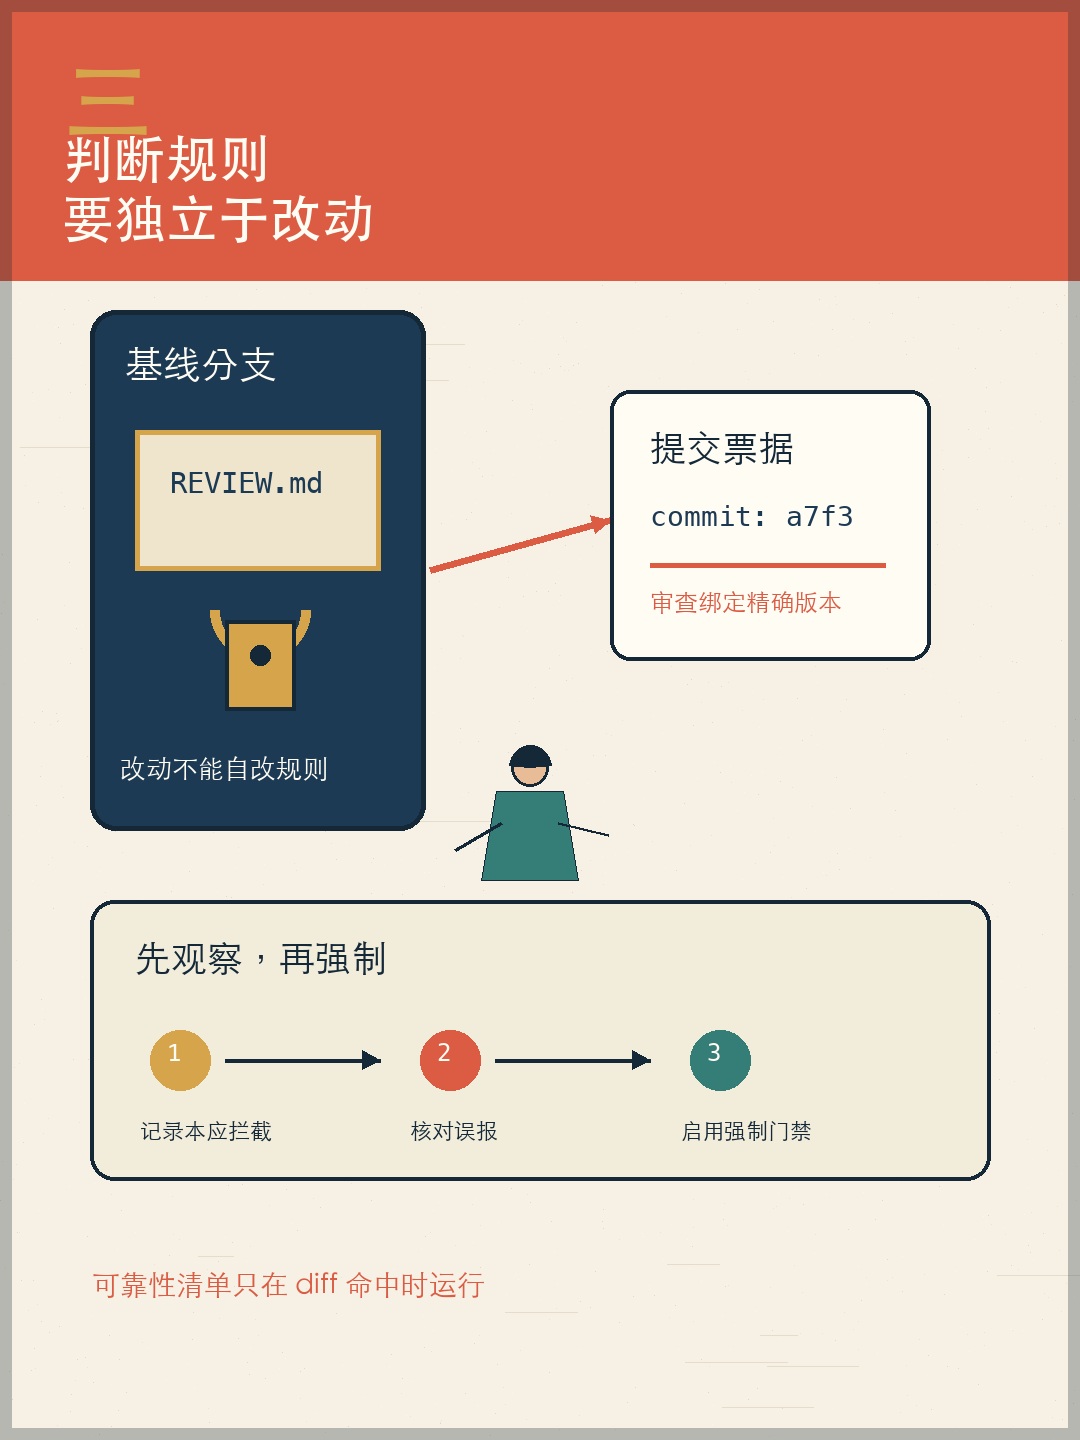 三
判断规则
要独立于改动
基线分支
REVIEW.md
改动不能自改规则
提交票据
commit: a7f3
审查绑定精确版本
先观察，再强制
1
2
3
记录本应拦截
核对误报
启用强制门禁
可靠性清单只在 diff 命中时运行